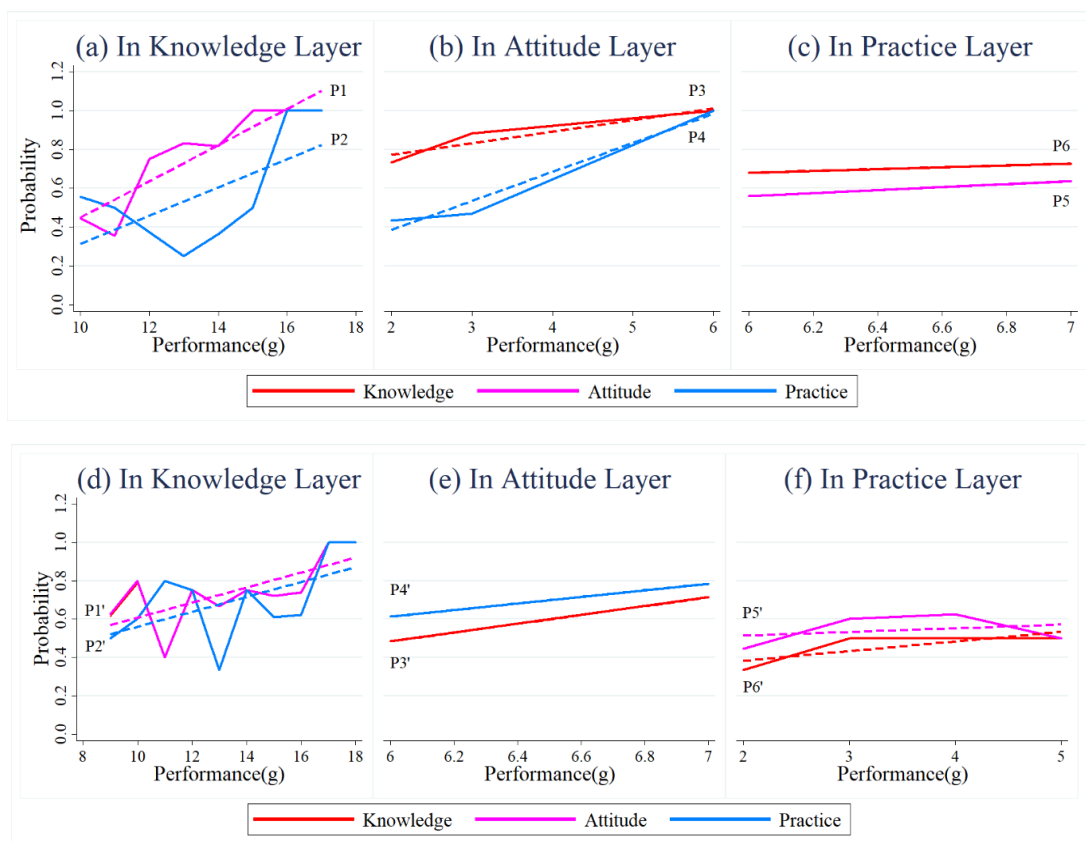 (a) In Knowledge Layer
(b) In Attitude Layer
(c) In Practice Layer
Probability
0.0 0.2 0.4 0.6 0.8 1.0 1.2
P1
P2
P3
P4
P6
P5
10 12 14 16 18
2 3 4 5 6
6 6.2 6.4 6.6 6.8 7
Performance(g)
Performance(g)
Performance(g)
Knowledge Attitude Practice
(d) In Knowledge Layer
(e) In Attitude Layer
(f) In Practice Layer
Probability
0.0 0.2 0.4 0.6 0.8 1.0 1.2
P1'
P2'
P4'
P3'
P5'
P6'
8 10 12 14 16 18
6 6.2 6.4 6.6 6.8 7
2 3 4 5
Performance(g)
Performance(g)
Performance(g)
Knowledge Attitude Practice